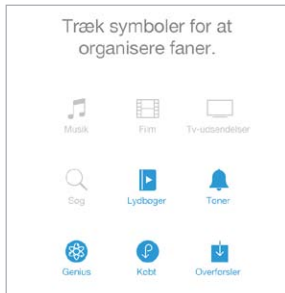 Træk symboler for at
organisere faner.
Musik Film Tv-udsendelser
Søg Lydbøger Toner
Genius Købt Overførsler